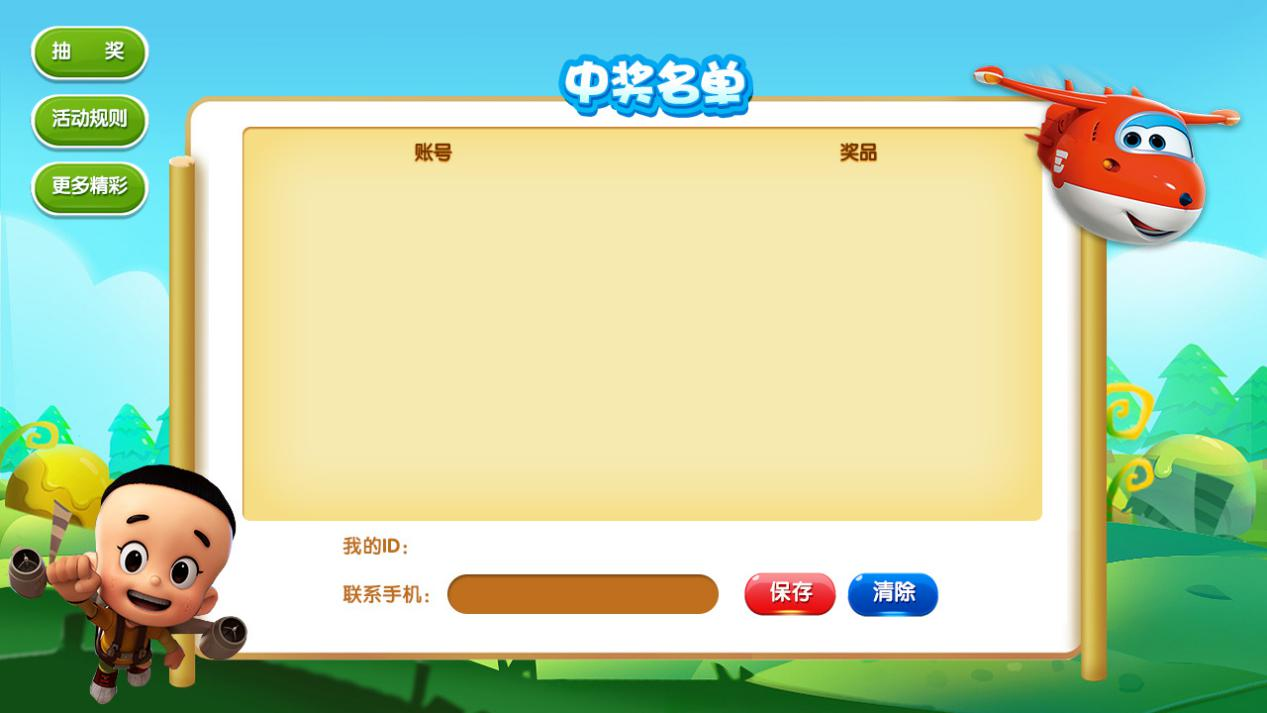 抽 奖
活动规则
更多精彩
中奖名单
账号 奖品
我的ID：
联系手机： 保存 清除